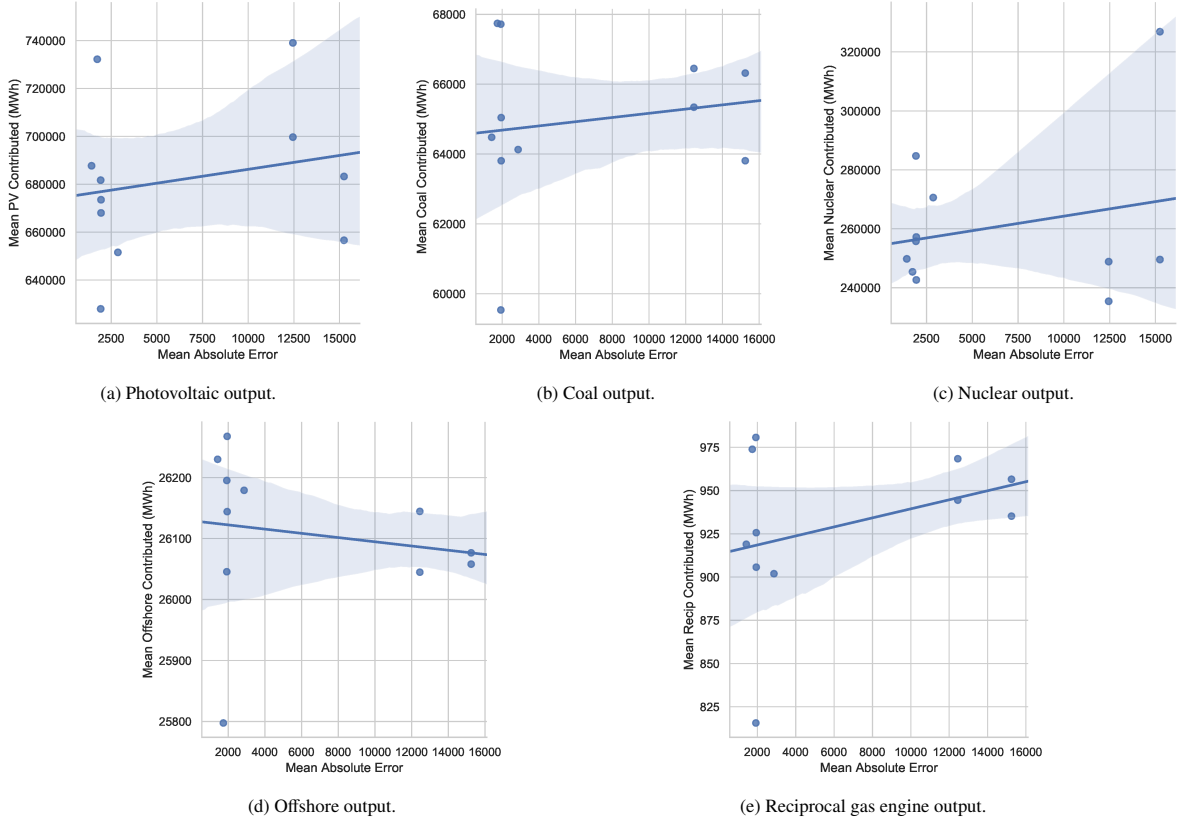 740000
720000
700000
680000
660000
640000
Mean PV Contributed (MWh)
2500 5000 7500 10000 12500 15000
Mean Absolute Error
(a) Photovoltaic output.
68000
66000
64000
62000
60000
Mean Coal Contributed (MWh)
2000 4000 6000 8000 10000 12000 14000 16000
Mean Absolute Error
(b) Coal output.
320000
300000
280000
260000
240000
Mean Nuclear Contributed (MWh)
2500 5000 7500 10000 12500 15000
Mean Absolute Error
(c) Nuclear output.
26200
26100
26000
25900
25800
Mean Offshore Contributed (MWh)
2000 4000 6000 8000 10000 12000 14000 16000
Mean Absolute Error
(d) Offshore output.
975
950
925
900
875
850
825
Mean Recip Contributed (MWh)
2000 4000 6000 8000 10000 12000 14000 16000
Mean Absolute Error
(e) Reciprocal gas engine output.